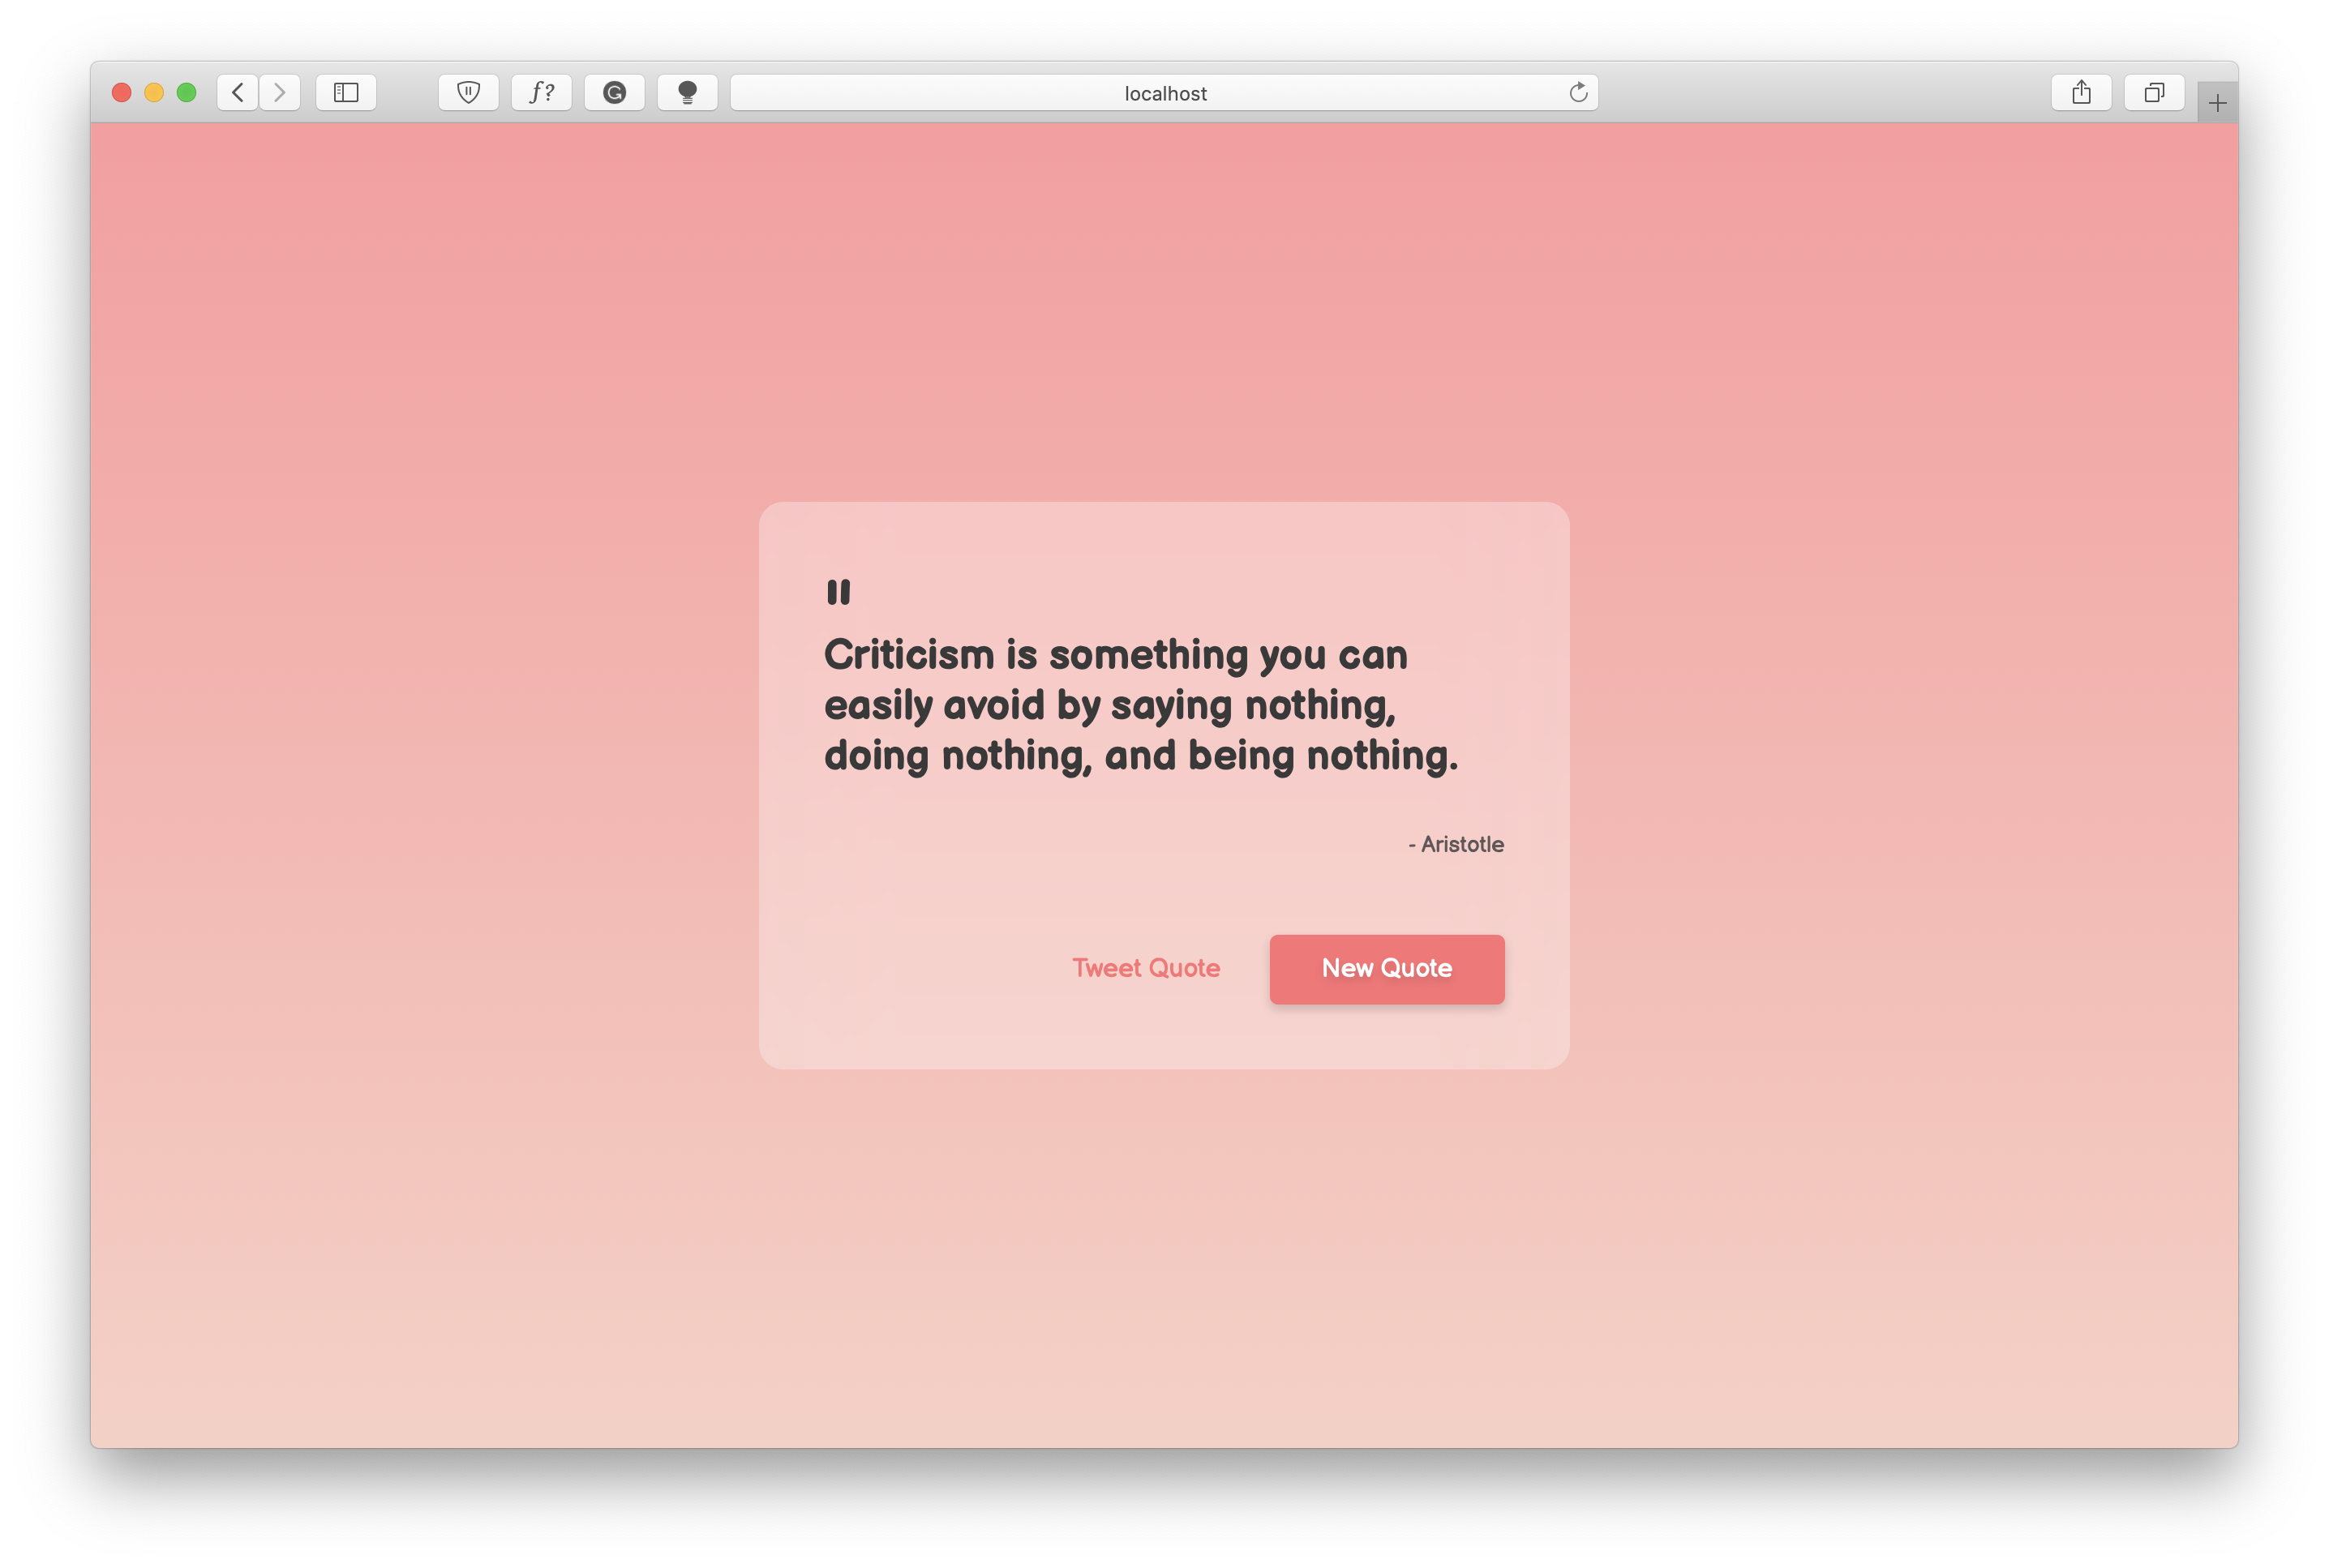 f?
localhost
"
Criticism is something you can
easily avoid by saying nothing,
doing nothing, and being nothing.
- Aristotle
Tweet Quote
New Quote